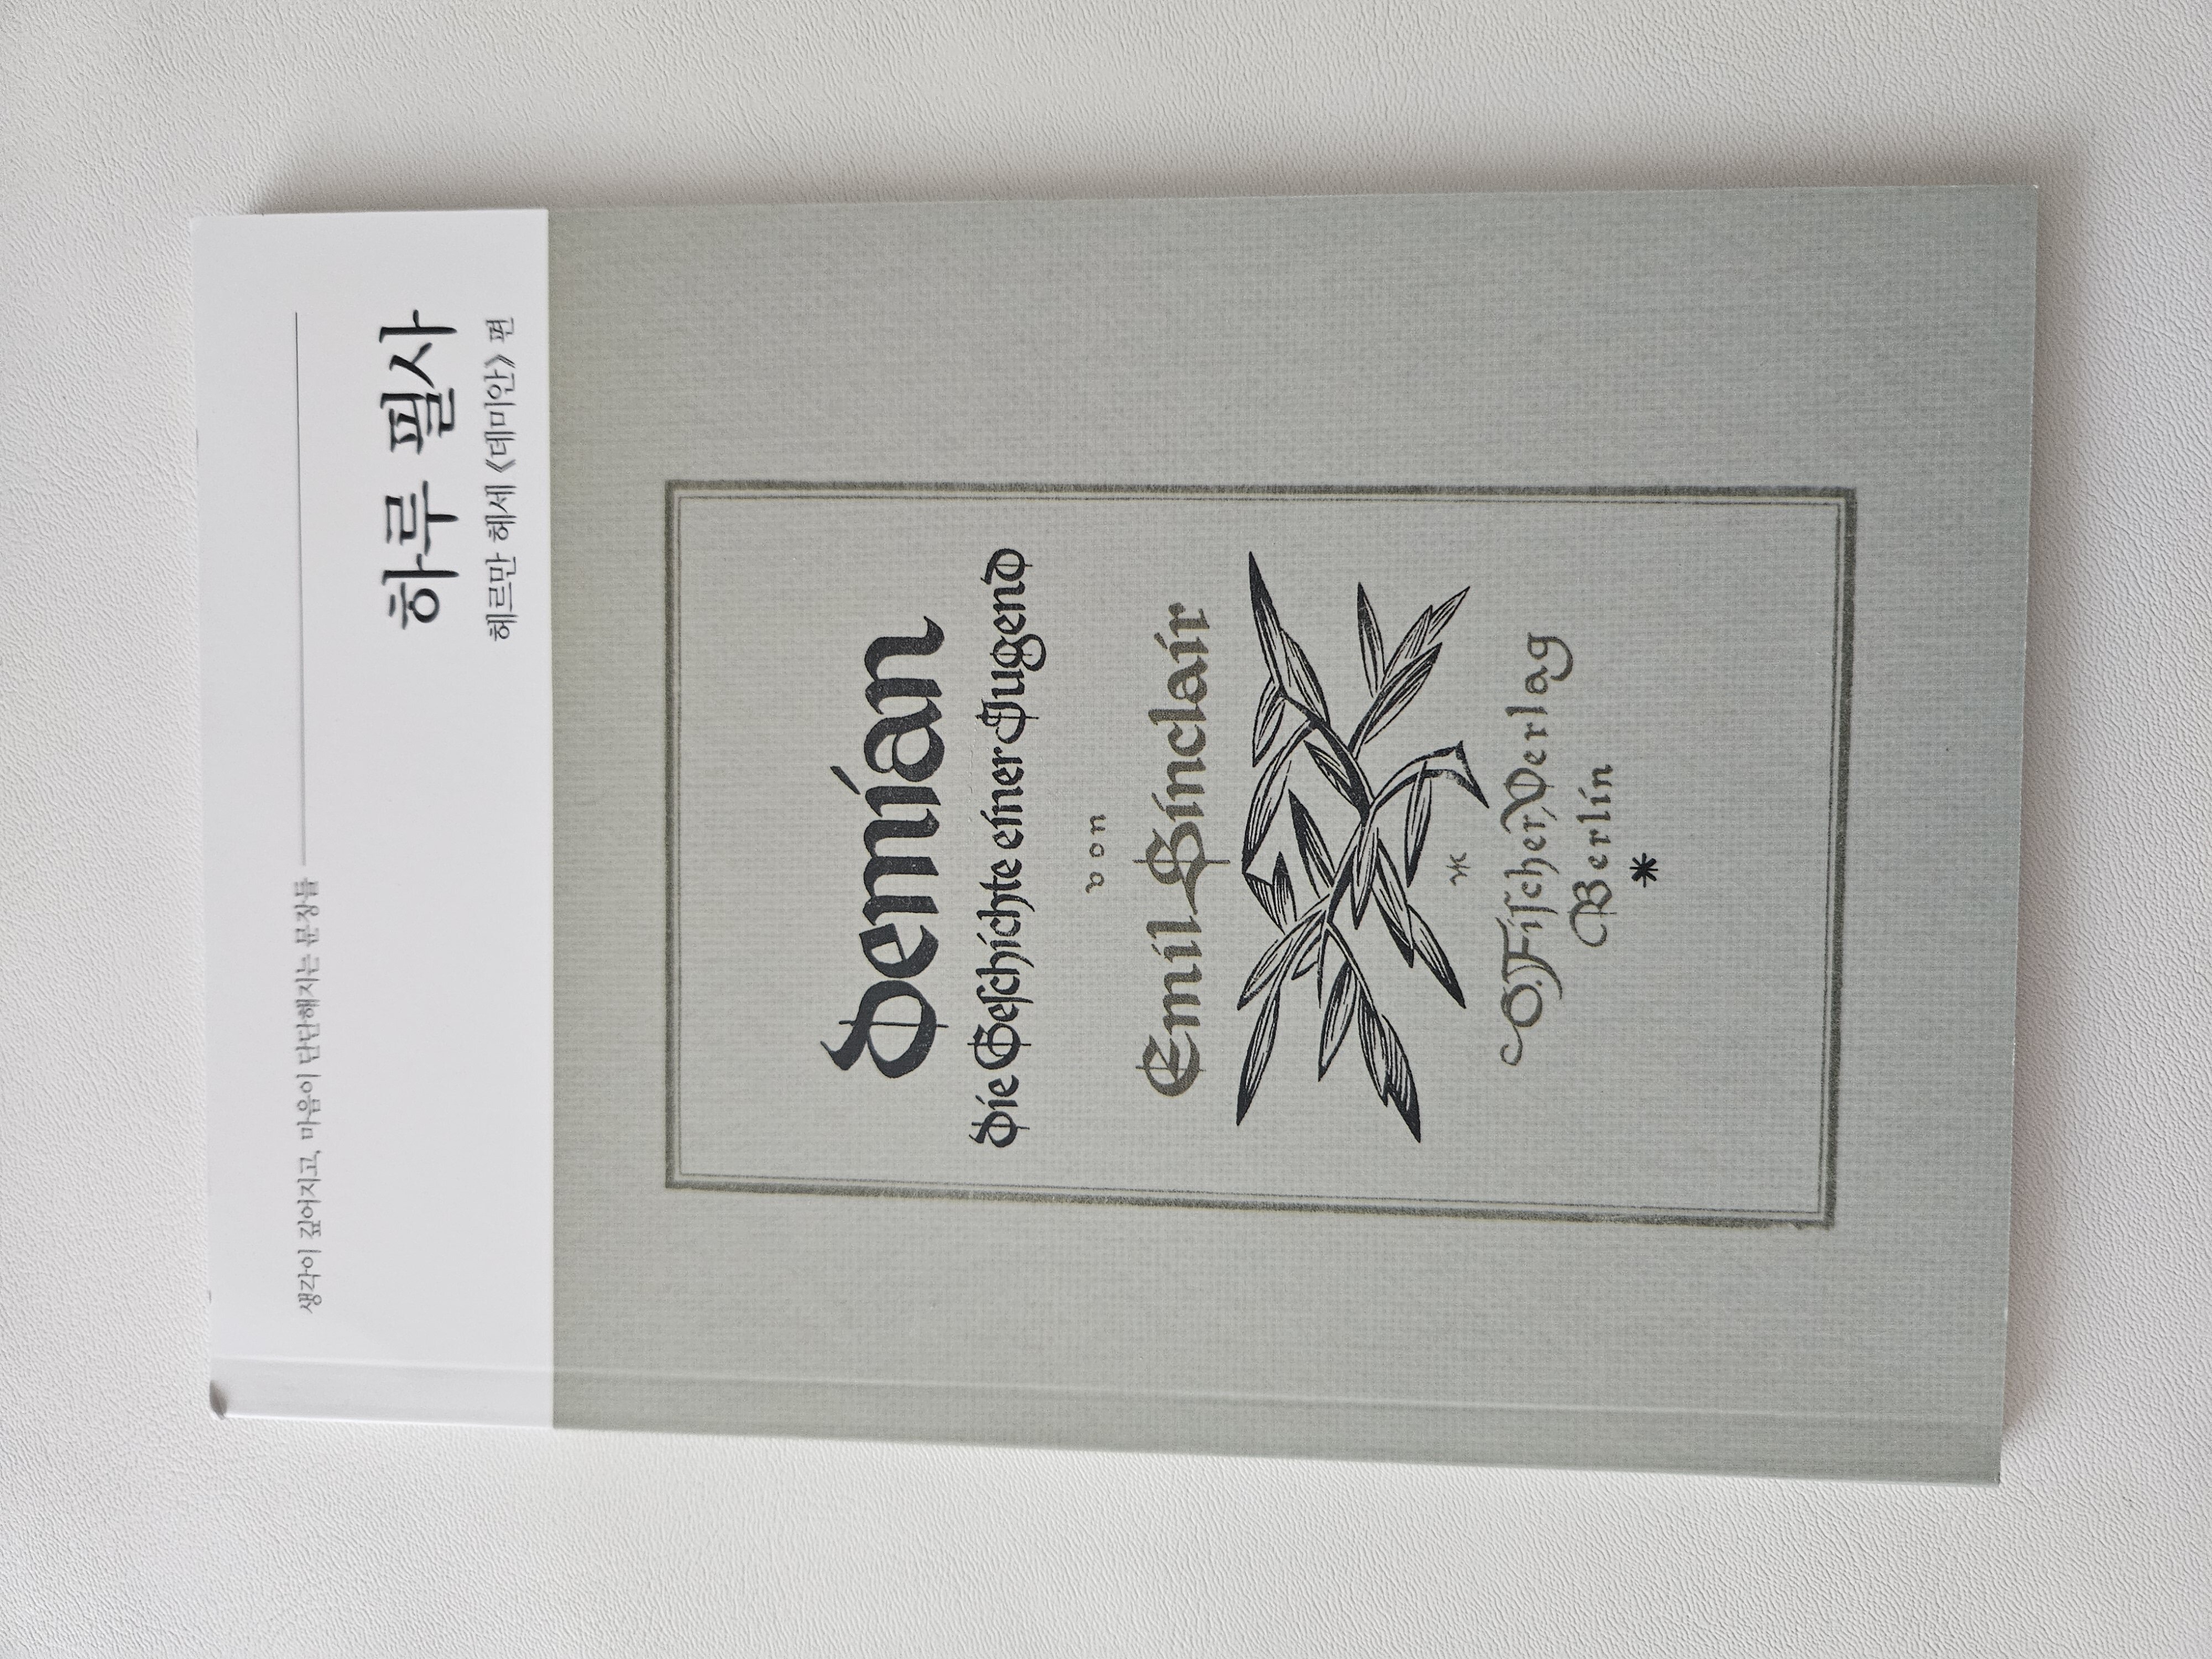 생각이 깊어지고, 마음이 단단해지는 문장들
하루 필사
헤르만 헤세 《데미안》 편
Demian
Die Geſchichte einer Jugend
von
Emil Sinclair
*
S. Fiſcher, Verlag
Berlin
*